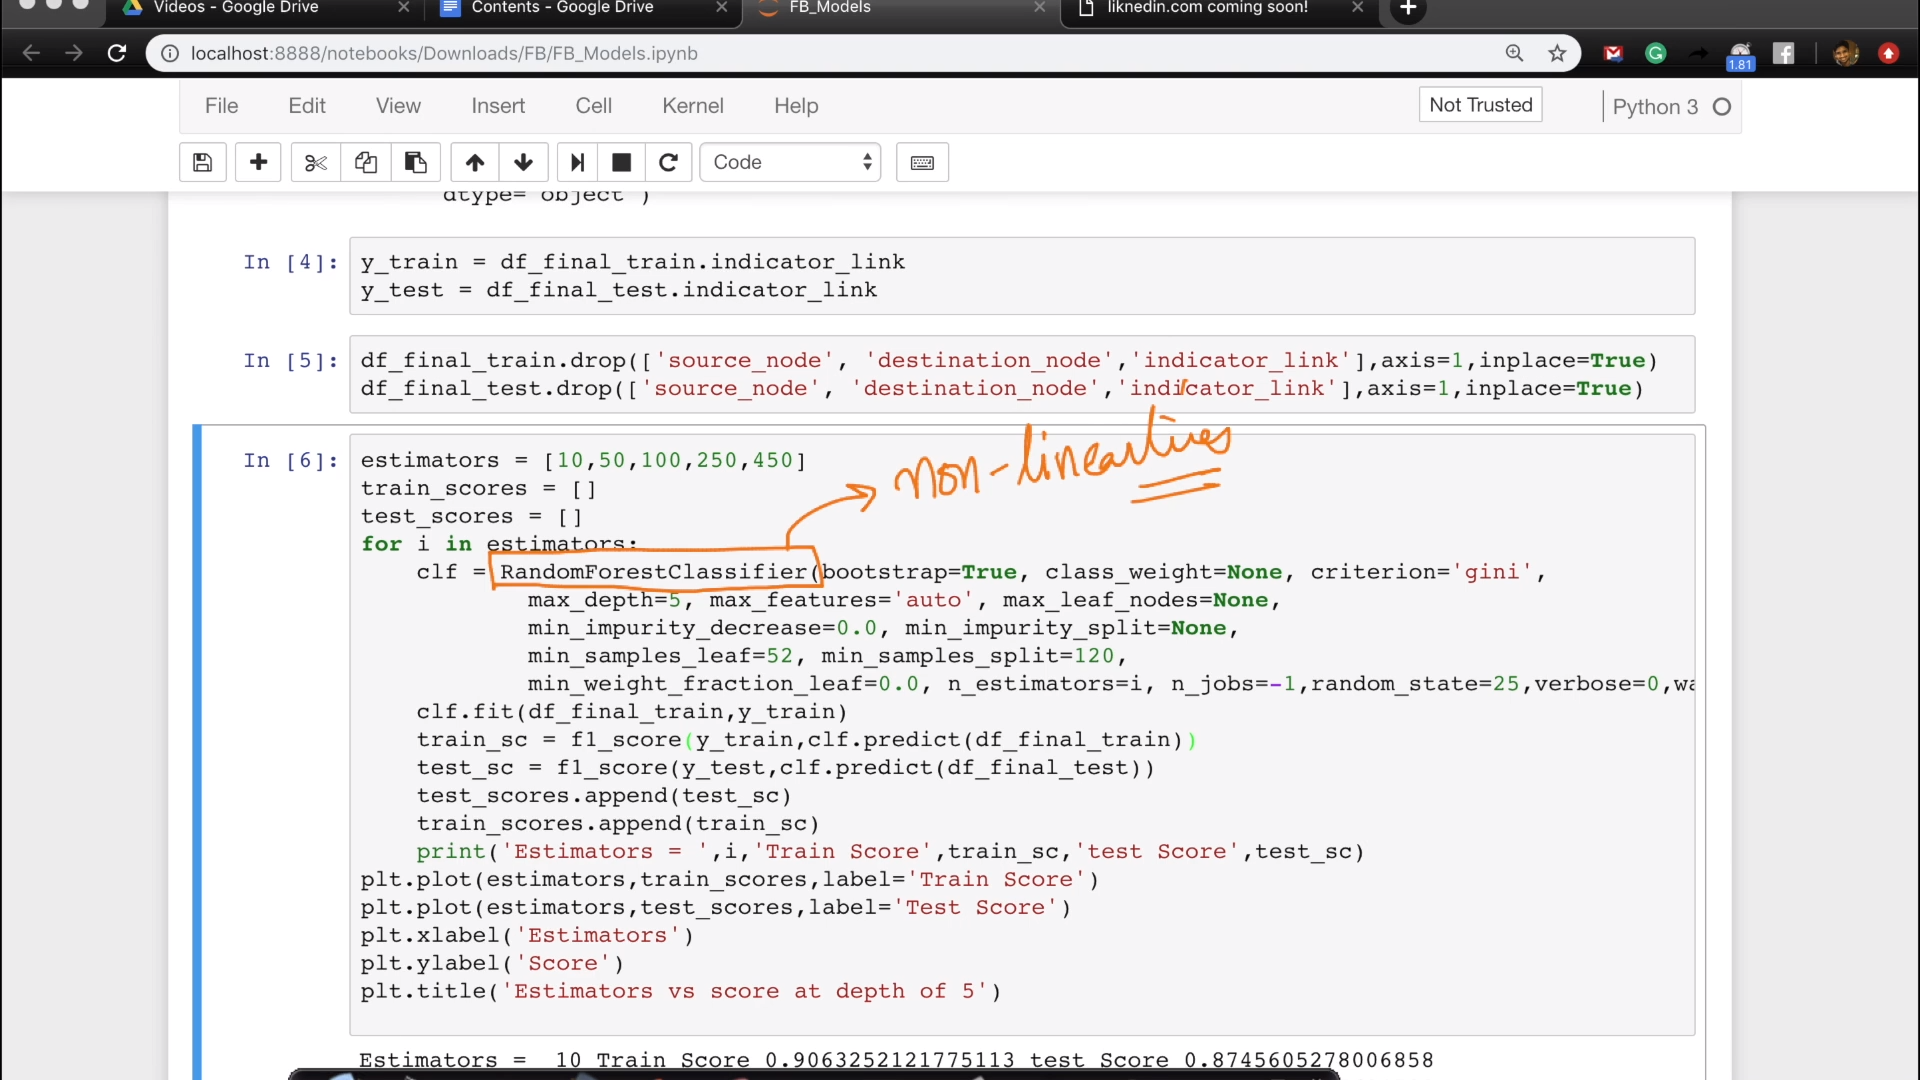 Videos - Google Drive
Contents - Google Drive
FB_Models
liknedin.com coming soon!
localhost:8888/notebooks/Downloads/FB/FB_Models.ipynb
1.81
File Edit View Insert Cell Kernel Help
Not Trusted
Python 3
Code
dtype='object')
In [4]: y_train = df_final_train.indicator_link
y_test = df_final_test.indicator_link
In [5]: df_final_train.drop(['source_node', 'destination_node','indicator_link'],axis=1,inplace=True)
df_final_test.drop(['source_node', 'destination_node','indicator_link'],axis=1,inplace=True)
non-linearities
In [6]: estimators = [10,50,100,250,450]
train_scores = []
test_scores = []
for i in estimators:
clf = RandomForestClassifier(bootstrap=True, class_weight=None, criterion='gini',
max_depth=5, max_features='auto', max_leaf_nodes=None,
min_impurity_decrease=0.0, min_impurity_split=None,
min_samples_leaf=52, min_samples_split=120,
min_weight_fraction_leaf=0.0, n_estimators=i, n_jobs=-1,random_state=25,verbose=0,wa
clf.fit(df_final_train,y_train)
train_sc = f1_score(y_train,clf.predict(df_final_train))
test_sc = f1_score(y_test,clf.predict(df_final_test))
test_scores.append(test_sc)
train_scores.append(train_sc)
print('Estimators = ',i,'Train Score',train_sc,'test Score',test_sc)
plt.plot(estimators,train_scores,label='Train Score')
plt.plot(estimators,test_scores,label='Test Score')
plt.xlabel('Estimators')
plt.ylabel('Score')
plt.title('Estimators vs score at depth of 5')
Estimators =  10 Train Score 0.9063252121775113 test Score 0.8745605278006858